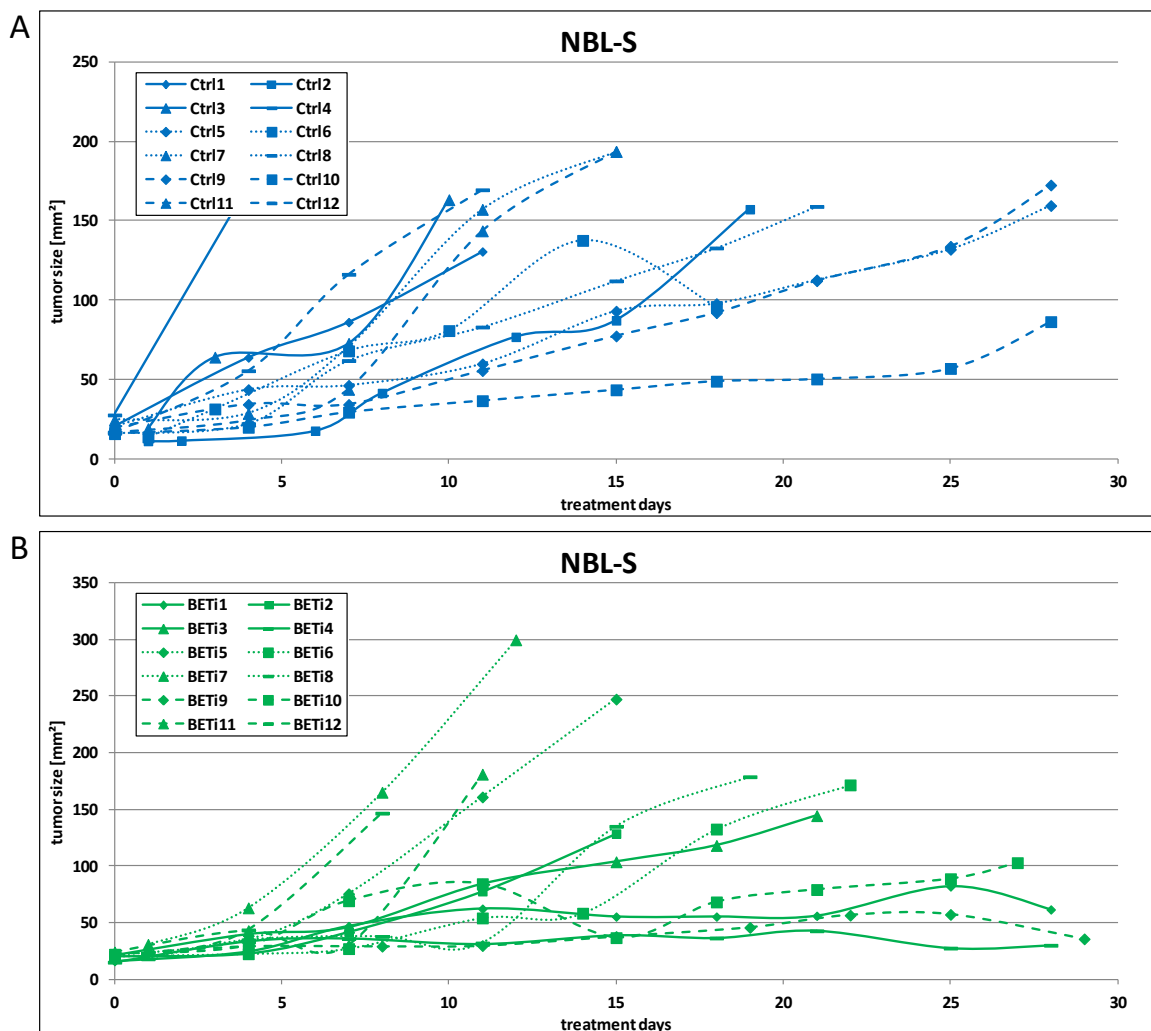 A
NBL-S
250
200
150
100
50
0
tumor size [mm²]
Ctrl1 Ctrl2
Ctrl3 Ctrl4
Ctrl5 Ctrl6
Ctrl7 Ctrl8
Ctrl9 Ctrl10
Ctrl11 Ctrl12
0 5 10 15 20 25 30
treatment days
B
NBL-S
350
300
250
200
150
100
50
0
tumor size [mm²]
BETi1 BETi2
BETi3 BETi4
BETi5 BETi6
BETi7 BETi8
BETi9 BETi10
BETi11 BETi12
0 5 10 15 20 25 30
treatment days